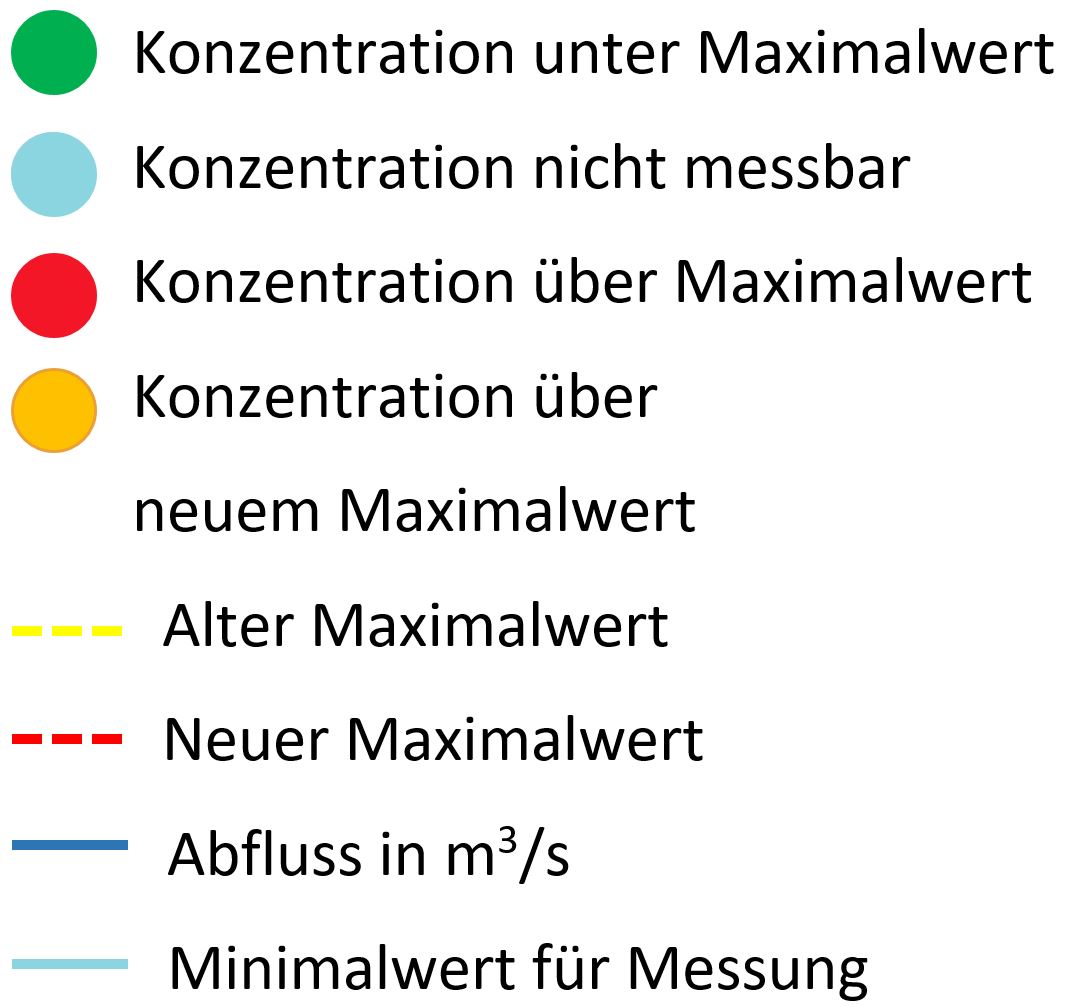 Konzentration unter Maximalwert
Konzentration nicht messbar
Konzentration über Maximalwert
Konzentration über
neuem Maximalwert
Alter Maximalwert
Neuer Maximalwert
Abfluss in m³/s
Minimalwert für Messung